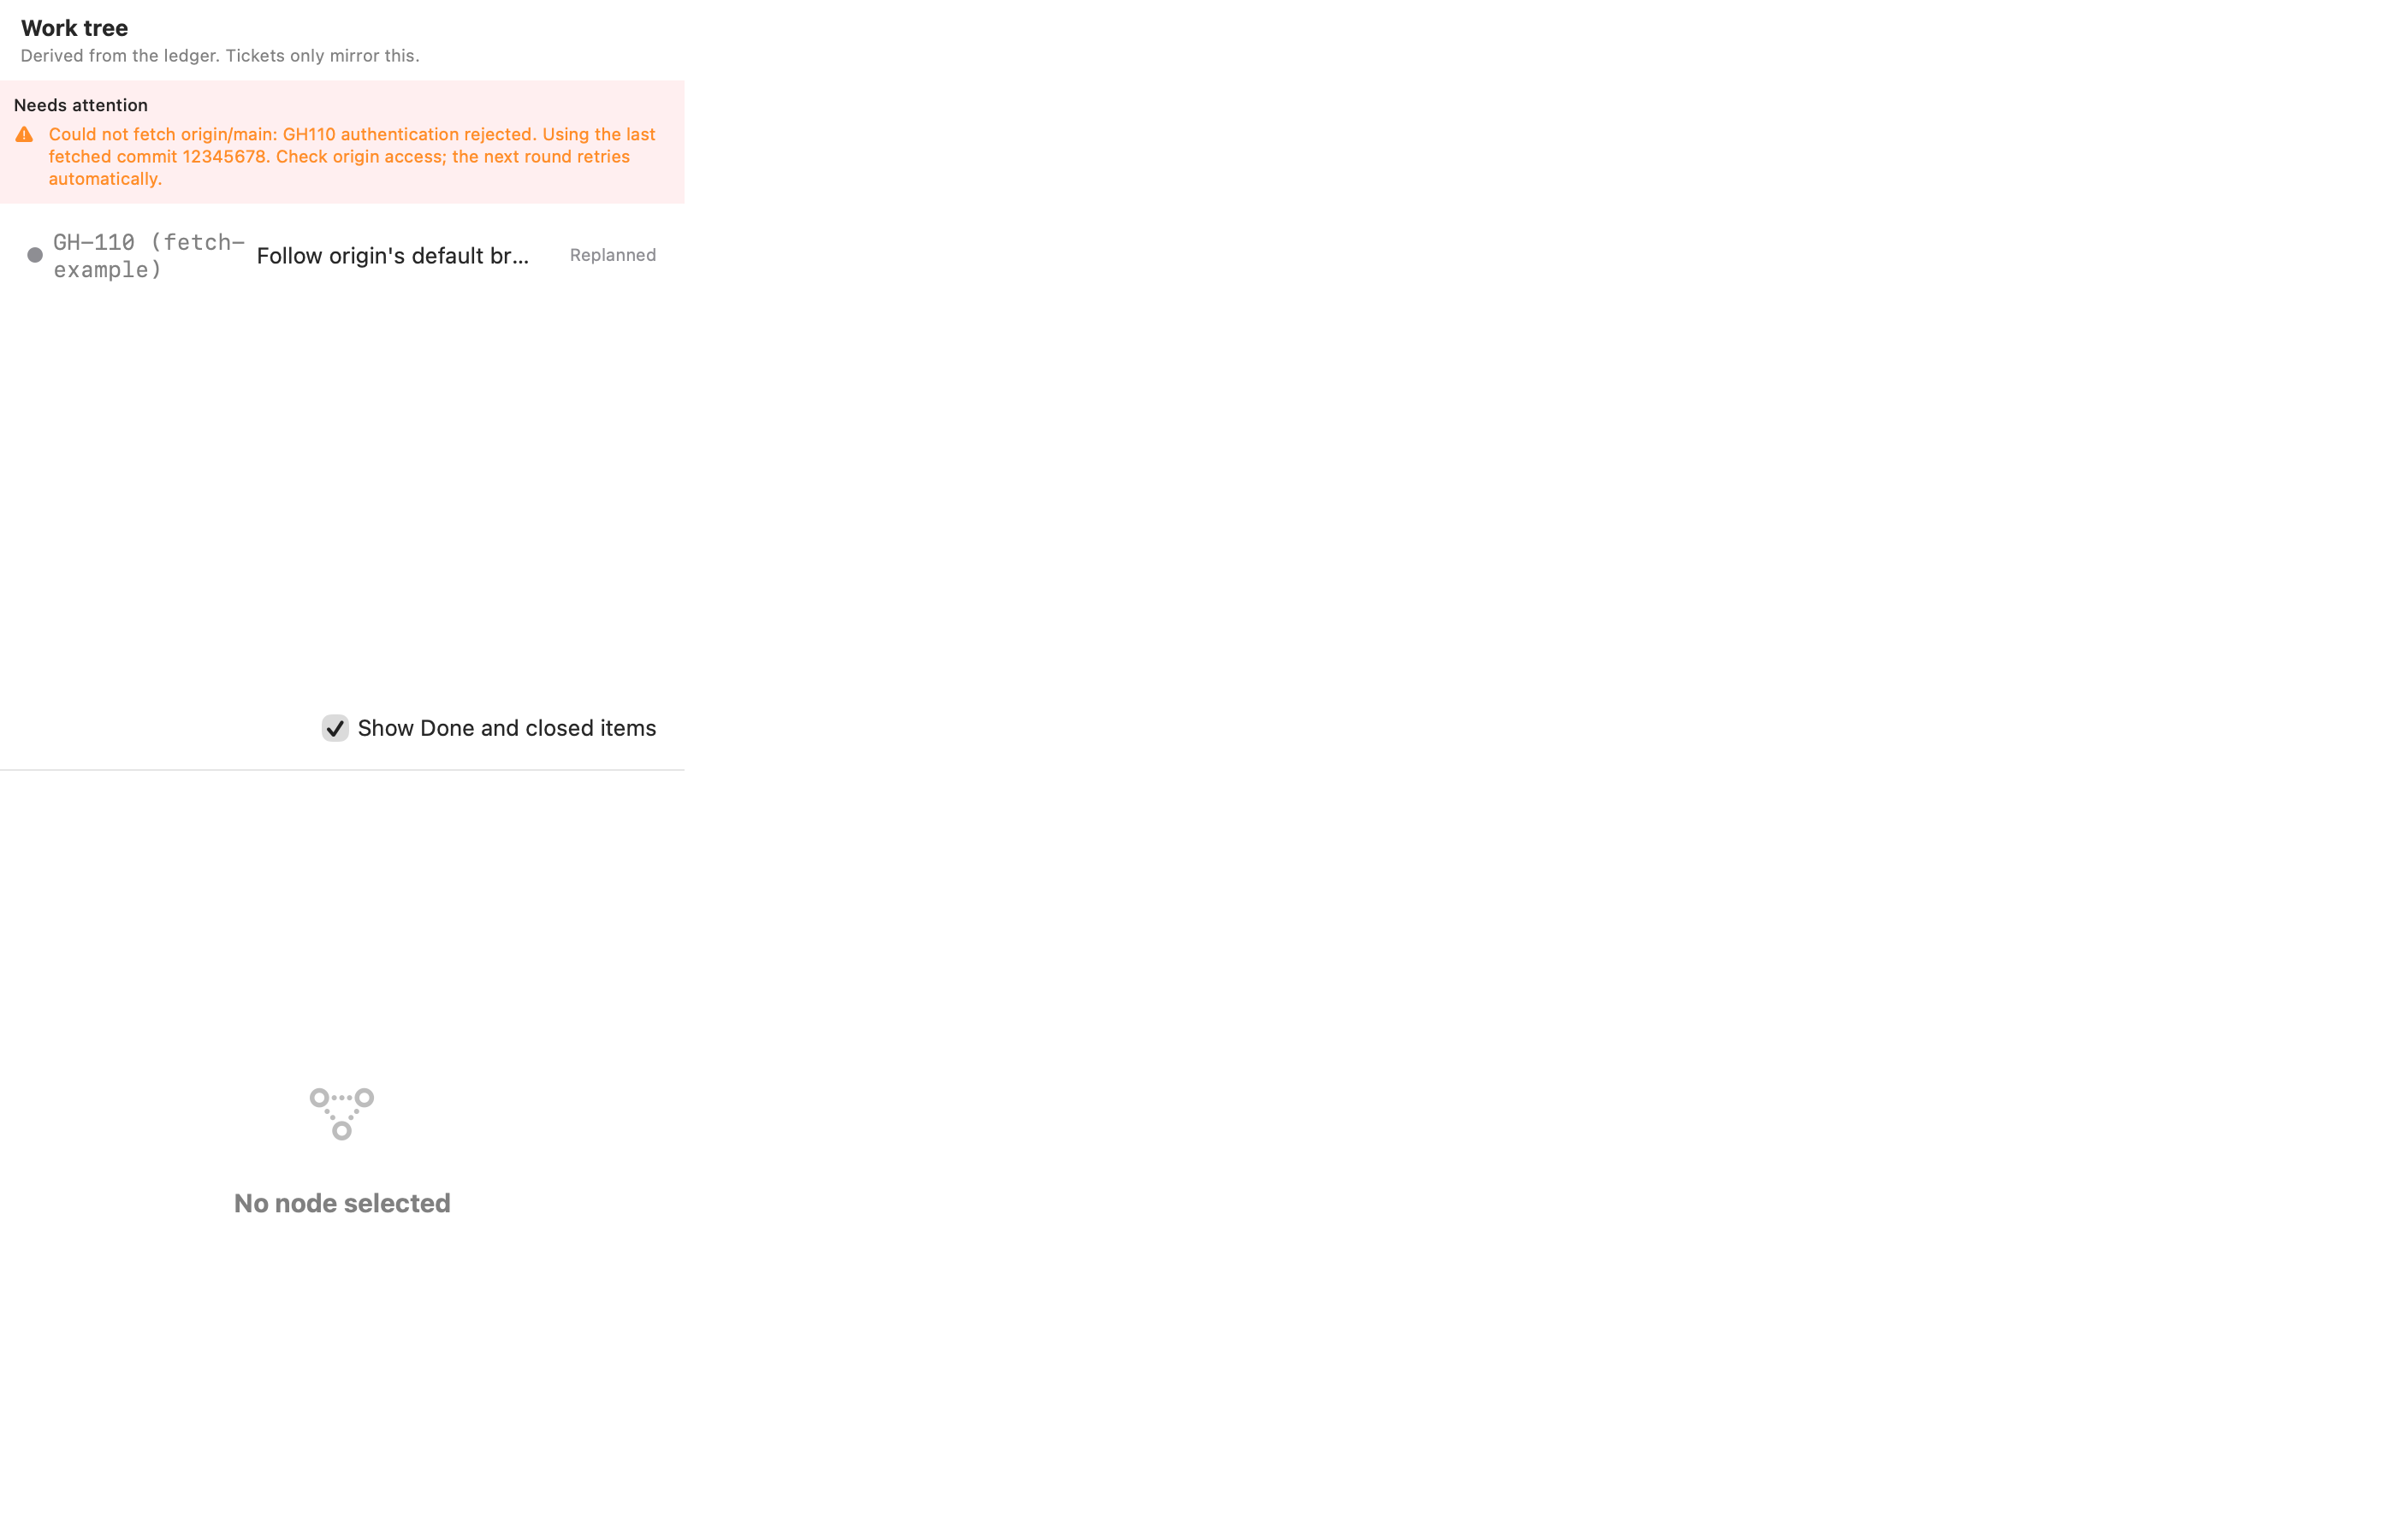 Work tree
Derived from the ledger. Tickets only mirror this.
Needs attention
Could not fetch origin/main: GH110 authentication rejected. Using the last
fetched commit 12345678. Check origin access; the next round retries
automatically.
GH-110 (fetch-
example)
Follow origin's default br...
Replanned
Show Done and closed items
No node selected